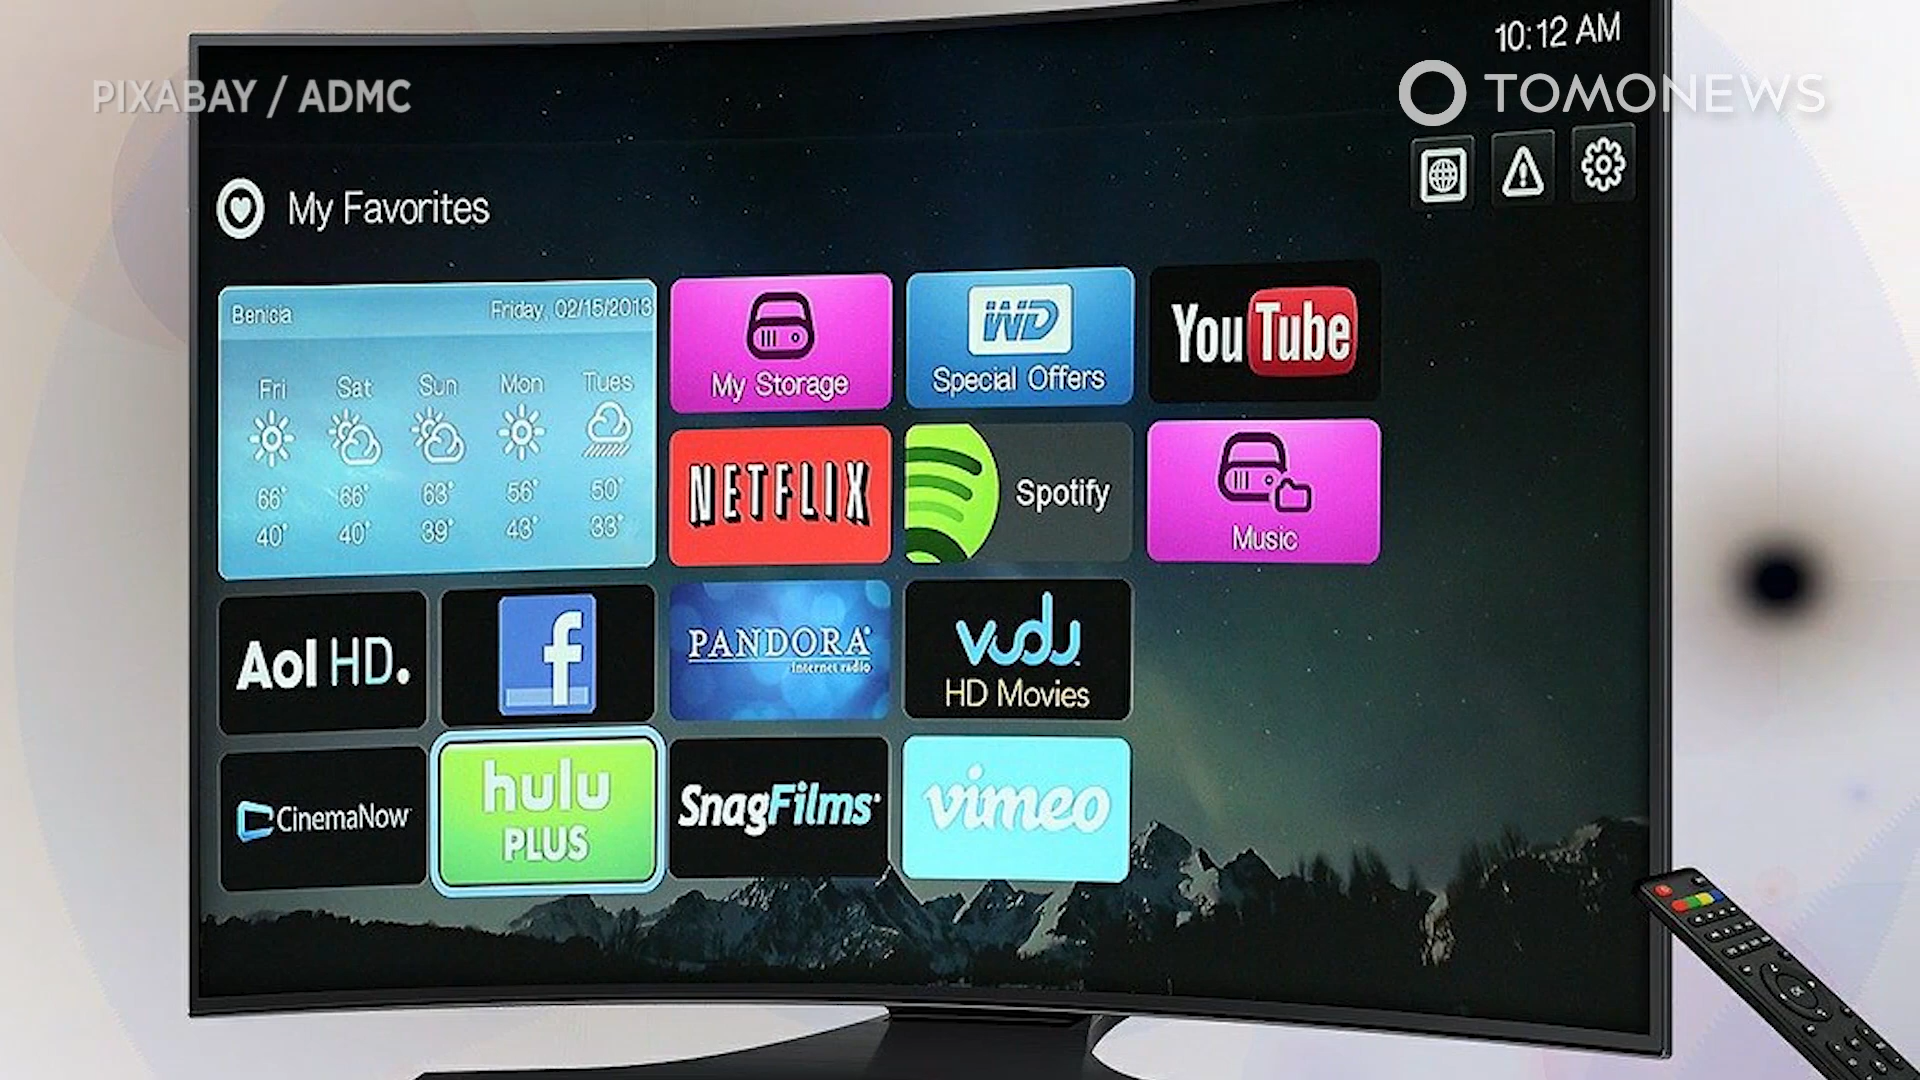 10:12 AM
PIXABAY / ADMC
TOMONEWS
My Favorites
Benicia
Friday, 02/15/2013
Fri Sat Sun Mon Tues
66° 66° 63° 56° 50°
40° 40° 39° 43° 33°
My Storage
WD
Special Offers
YouTube
NETFLIX
Spotify
Music
Aol HD.
f
PANDORA®
internet radio
vudu
HD Movies
CinemaNow
hulu
PLUS
SnagFilms
vimeo
OK